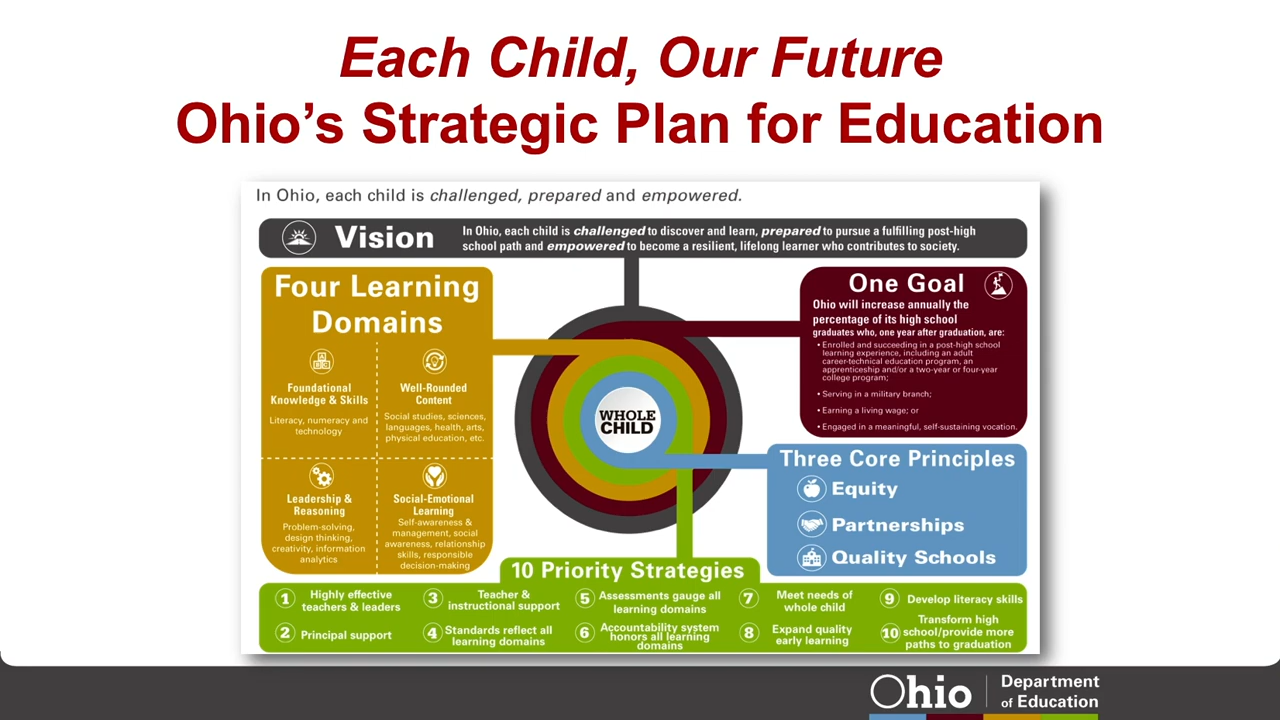 Each Child, Our Future
Ohio’s Strategic Plan for Education
In Ohio, each child is challenged, prepared and empowered.
Vision
In Ohio, each child is challenged to discover and learn, prepared to pursue a fulfilling post-high
school path and empowered to become a resilient, lifelong learner who contributes to society.
Four Learning
Domains
Foundational
Knowledge & Skills
Literacy, numeracy and
technology
Well-Rounded
Content
Social studies, sciences,
languages, health, arts,
physical education, etc.
Leadership &
Reasoning
Problem-solving,
design thinking,
creativity, information
analytics
Social-Emotional
Learning
Self-awareness &
management, social
awareness, relationship
skills, responsible
decision-making
WHOLE
CHILD
One Goal
Ohio will increase annually the
percentage of its high school
graduates who, one year after graduation, are:
• Enrolled and succeeding in a post-high school
learning experience, including an adult
career-technical education program, an
apprenticeship and/or a two-year or four-year
college program;
• Serving in a military branch;
• Earning a living wage; or
• Engaged in a meaningful, self-sustaining vocation.
Three Core Principles
Equity
Partnerships
Quality Schools
10 Priority Strategies
1 Highly effective
teachers & leaders
2 Principal support
3 Teacher &
instructional support
4 Standards reflect all
learning domains
5 Assessments gauge all
learning domains
6 Accountability system
honors all learning
domains
7 Meet needs of
whole child
8 Expand quality
early learning
9 Develop literacy skills
10 Transform high
school/provide more
paths to graduation
Ohio
Department
of Education